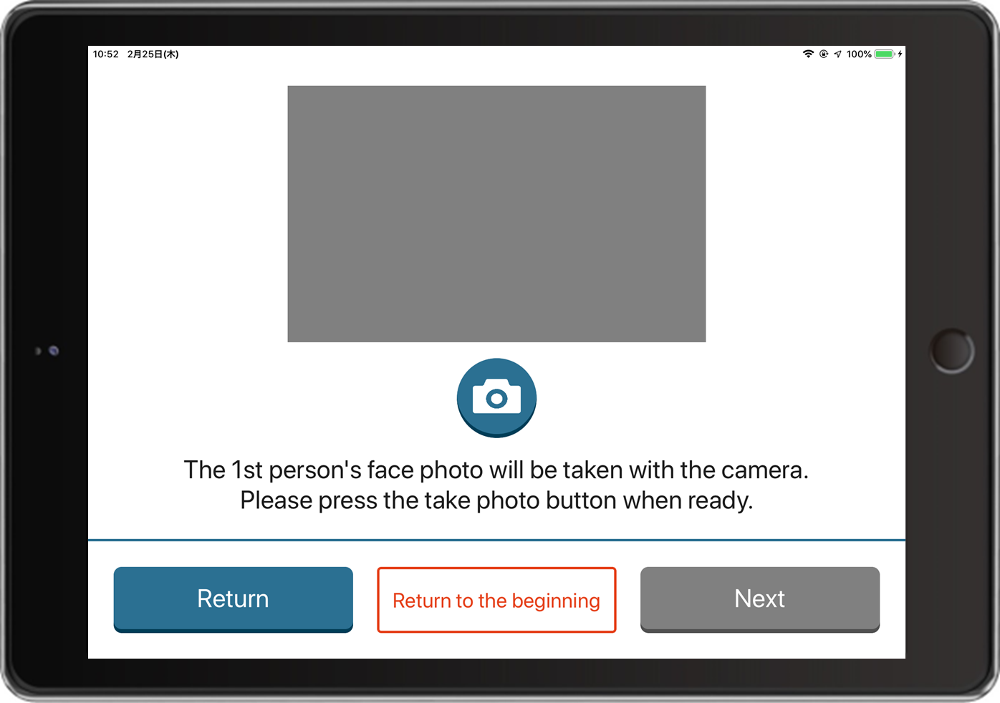 10:52 2月25日(木) 100%
The 1st person's face photo will be taken with the camera.
Please press the take photo button when ready.
Return
Return to the beginning
Next